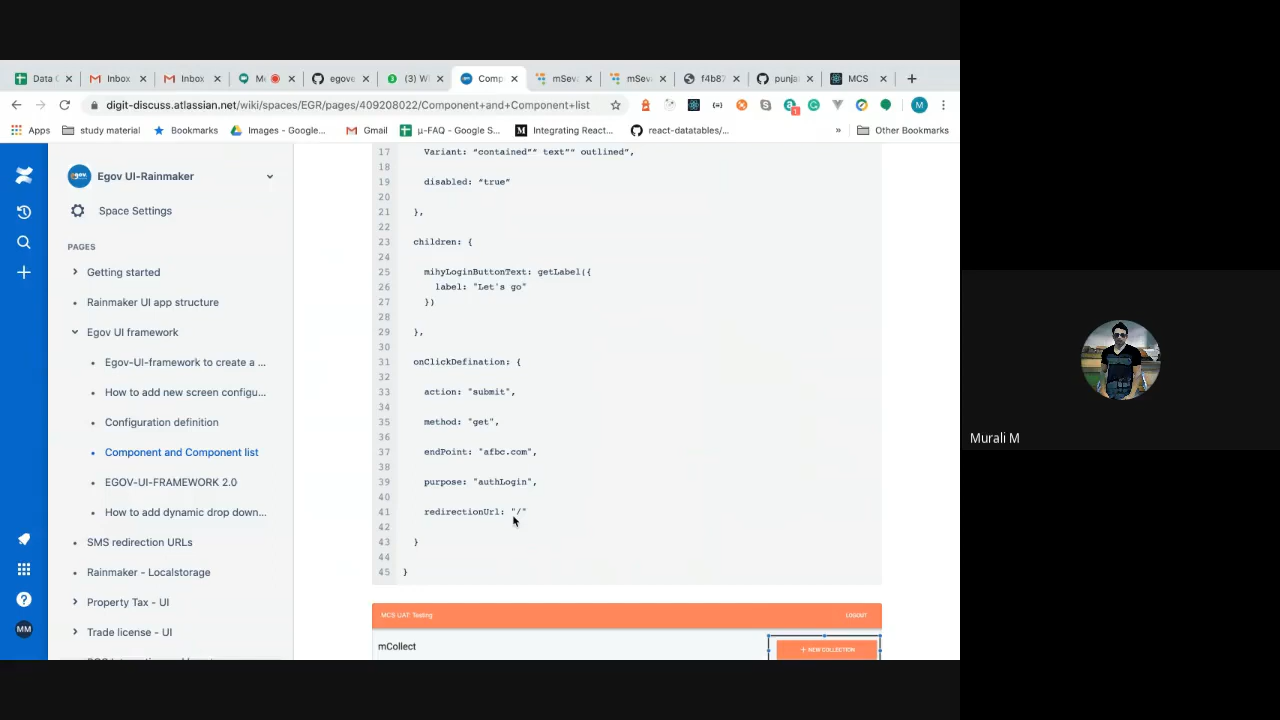 Data
Inbox
Inbox
M
egove
(3) W
Comp
mSeva
mSeva
f4b87
punja
MCS
digit-discuss.atlassian.net/wiki/spaces/EGR/pages/409208022/Component+and+Component+list
M
Apps
study material
Bookmarks
Images - Google...
Gmail
µ-FAQ - Google S...
Integrating React...
react-datatables/...
»
Other Bookmarks
Egov UI-Rainmaker
Space Settings
PAGES
Getting started
Rainmaker UI app structure
Egov UI framework
Egov-UI-framework to create a ...
How to add new screen configu...
Configuration definition
Component and Component list
EGOV-UI-FRAMEWORK 2.0
How to add dynamic drop down...
SMS redirection URLs
Rainmaker - Localstorage
Property Tax - UI
Trade license - UI
MM
17 Variant: “contained”" text"" outlined”,
18
19 disabled: “true”
20
21 },
22
23 children: {
24
25 mihyLoginButtonText: getLabel({
26 label: "Let's go"
27 })
28
29 },
30
31 onClickDefination: {
32
33 action: "submit",
34
35 method: "get",
36
37 endPoint: "afbc.com",
38
39 purpose: "authLogin",
40
41 redirectionUrl: "/"
42
43 }
44
45 }
MCS UAT: Testing
LOGOUT
mCollect
+ NEW COLLECTION
Murali M